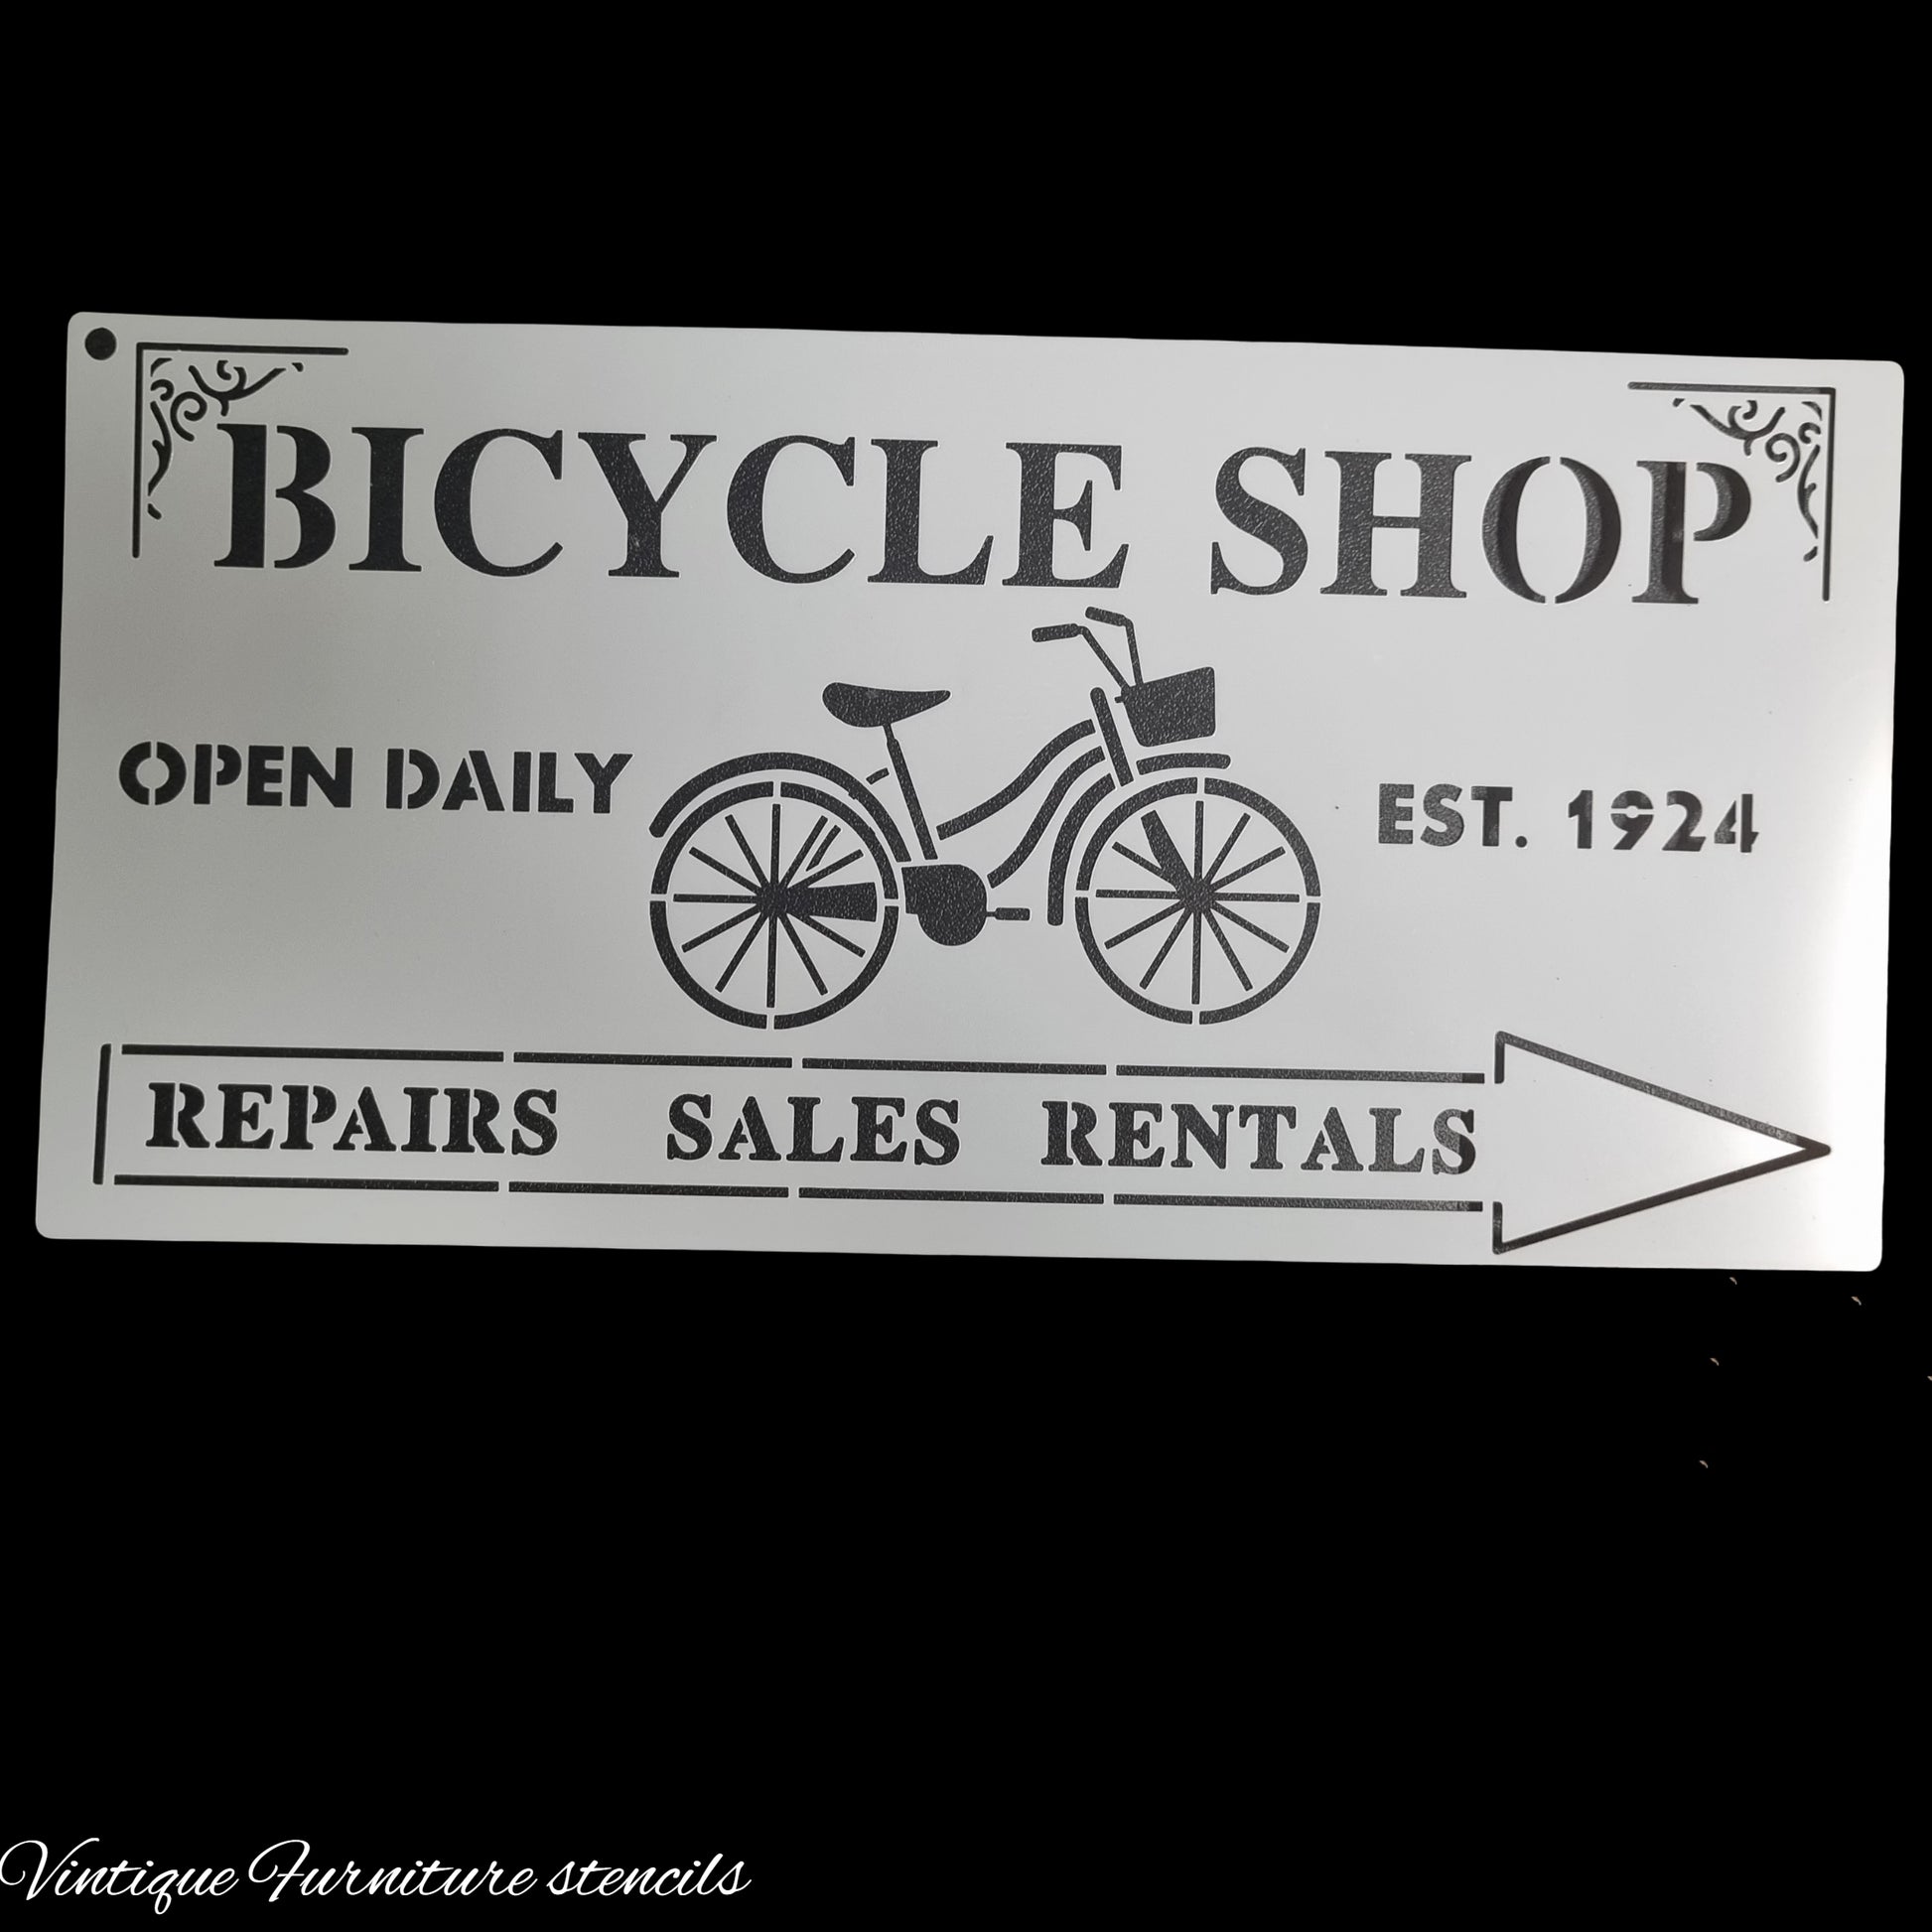 BICYCLE SHOP
OPEN DAILY
EST. 1924
REPAIRS SALES RENTALS
Vintique Furniture stencils